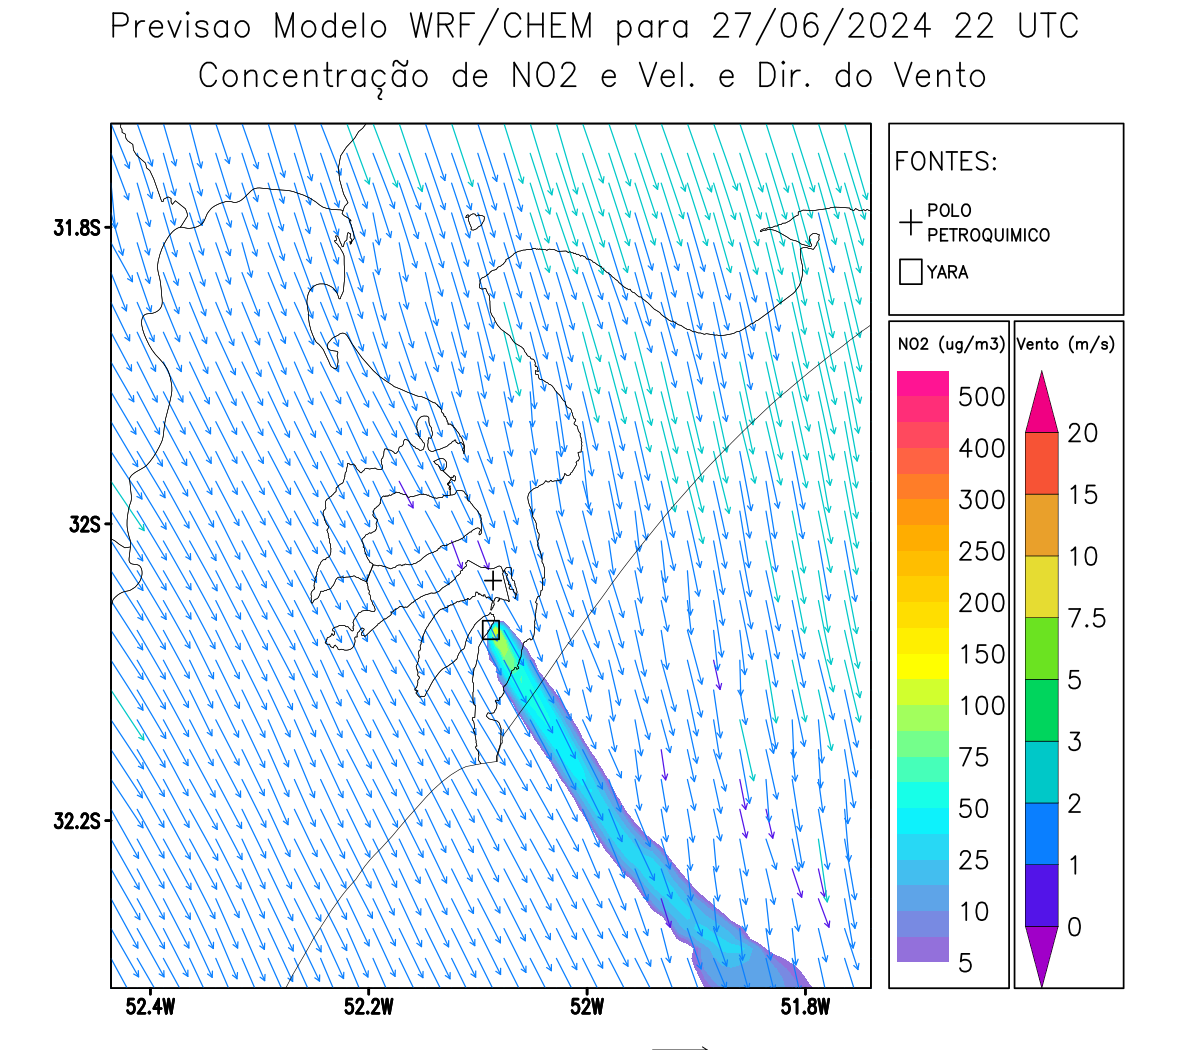 Previsao Modelo WRF/CHEM para 27/06/2024 22 UTC
Concentração de NO2 e Vel. e Dir. do Vento
FONTES:
POLO
PETROQUIMICO
YARA
NO2 (ug/m3)
500
400
300
250
200
150
100
75
50
25
10
5
Vento (m/s)
20
15
10
7.5
5
3
2
1
0
31.8S
32S
32.2S
52.4W
52.2W
52W
51.8W